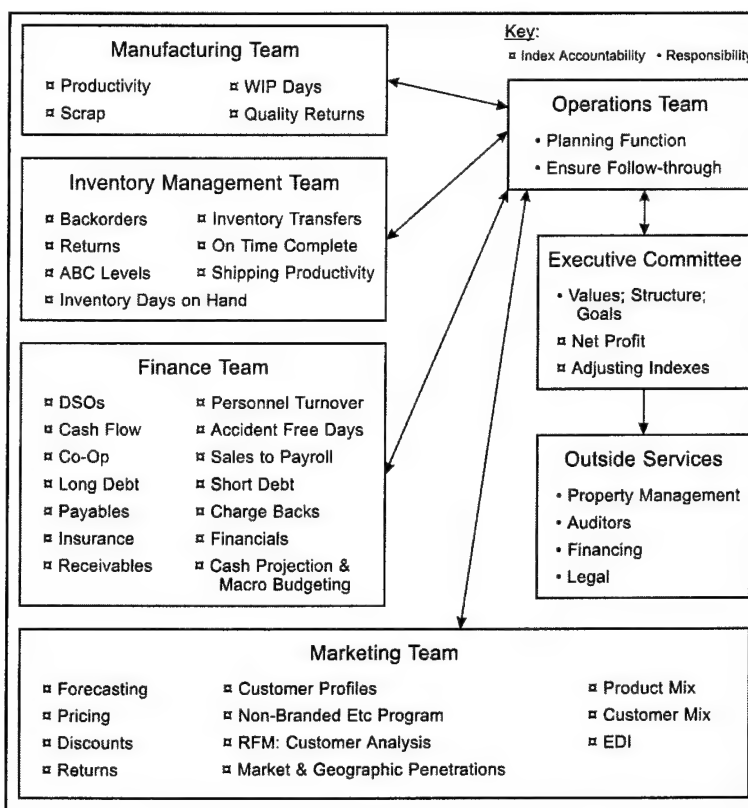 Key:
¤ Index Accountability • Responsibility
Manufacturing Team
¤ Productivity ¤ WIP Days
¤ Scrap ¤ Quality Returns
Operations Team
• Planning Function
• Ensure Follow-through
Inventory Management Team
¤ Backorders ¤ Inventory Transfers
¤ Returns ¤ On Time Complete
¤ ABC Levels ¤ Shipping Productivity
¤ Inventory Days on Hand
Executive Committee
• Values; Structure;
Goals
¤ Net Profit
¤ Adjusting Indexes
Finance Team
¤ DSOs ¤ Personnel Turnover
¤ Cash Flow ¤ Accident Free Days
¤ Co-Op ¤ Sales to Payroll
¤ Long Debt ¤ Short Debt
¤ Payables ¤ Charge Backs
¤ Insurance ¤ Financials
¤ Receivables ¤ Cash Projection &
Macro Budgeting
Outside Services
• Property Management
• Auditors
• Financing
• Legal
Marketing Team
¤ Forecasting ¤ Customer Profiles ¤ Product Mix
¤ Pricing ¤ Non-Branded Etc Program ¤ Customer Mix
¤ Discounts ¤ RFM: Customer Analysis ¤ EDI
¤ Returns ¤ Market & Geographic Penetrations